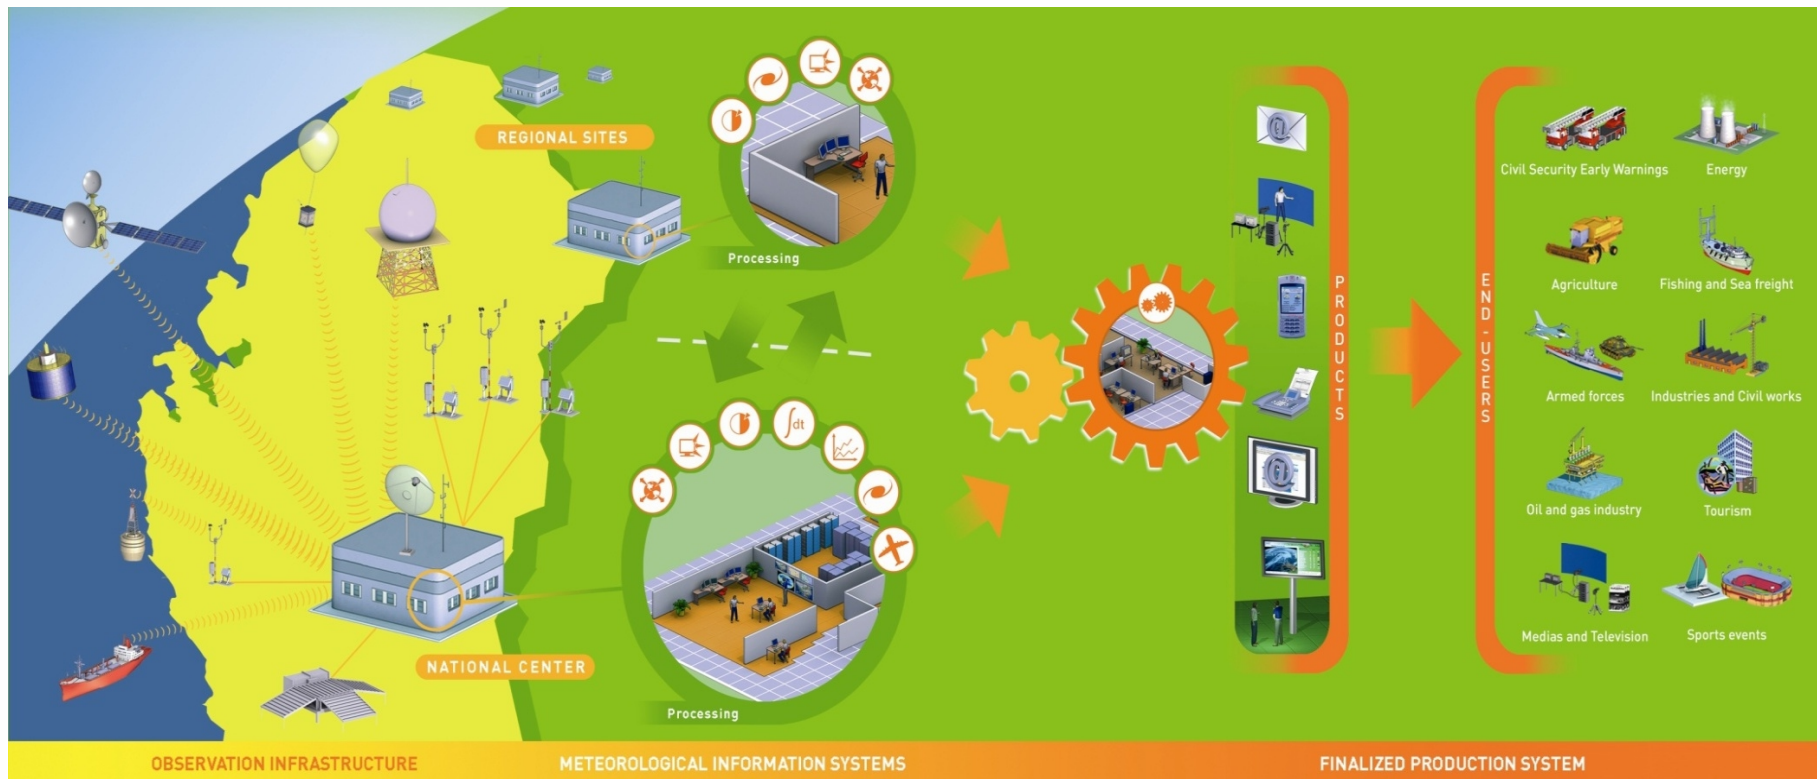 REGIONAL SITES
Processing
NATIONAL CENTER
Processing
∫dt
@
@
PRODUCTS
END-USERS
Civil Security Early Warnings
Energy
Agriculture
Fishing and Sea freight
Armed forces
Industries and Civil works
Oil and gas industry
Tourism
Medias and Television
Sports events
OBSERVATION INFRASTRUCTURE
METEOROLOGICAL INFORMATION SYSTEMS
FINALIZED PRODUCTION SYSTEM